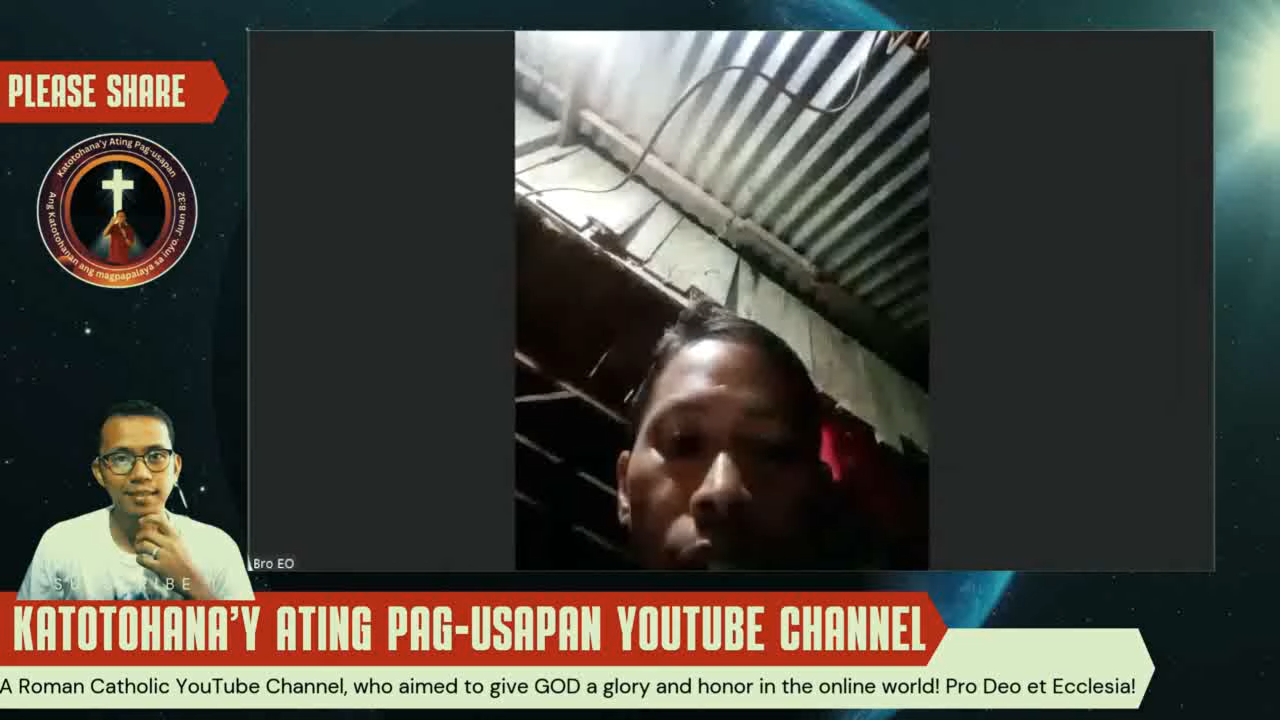 PLEASE SHARE
Katotohana'y Ating Pag-usapan
Ang Katotohanan ang magpapalaya sa inyo. Juan 8:32
Bro EO
KATOTOHANA'Y ATING PAG-USAPAN YOUTUBE CHANNEL
A Roman Catholic YouTube Channel, who aimed to give GOD a glory and honor in the online world! Pro Deo et Ecclesia!